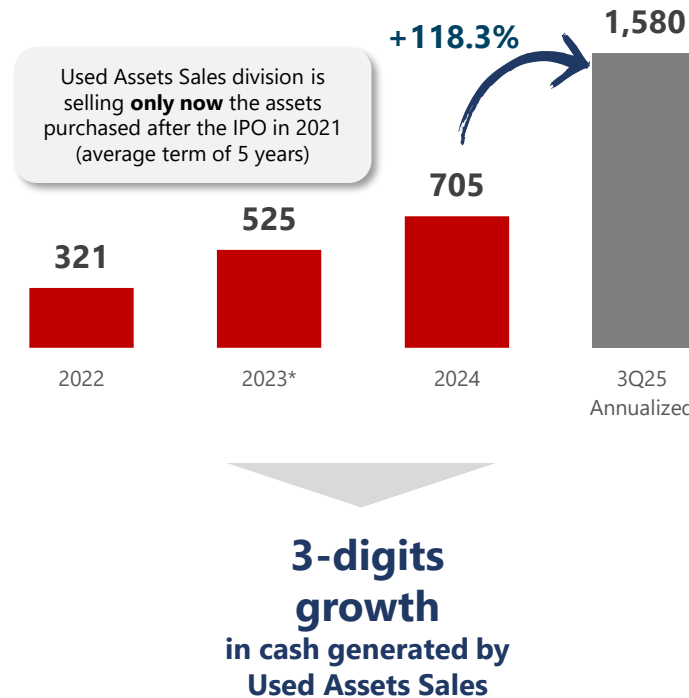 +118.3%
1,580
Used Assets Sales division is
selling only now the assets
purchased after the IPO in 2021
(average term of 5 years)
705
525
321
2022
2023*
2024
3Q25
Annualized
3-digits
growth
in cash generated by
Used Assets Sales